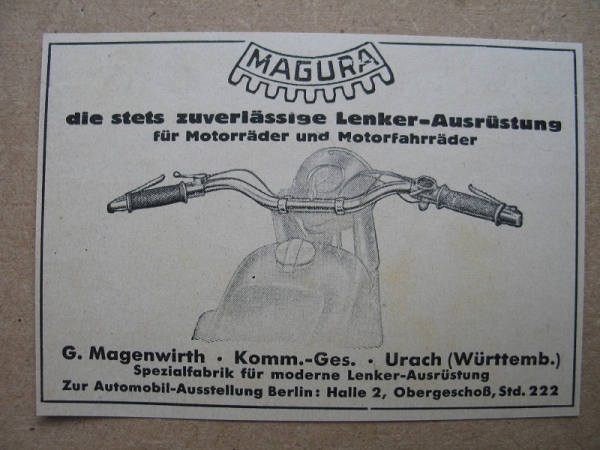 MAGURA
die stets zuverlässige Lenker-Ausrüstung
für Motorräder und Motorfahrräder
G. Magenwirth · Komm.-Ges. · Urach (Württemb.)
Spezialfabrik für moderne Lenker-Ausrüstung
Zur Automobil-Ausstellung Berlin: Halle 2, Obergeschoß, Std. 222